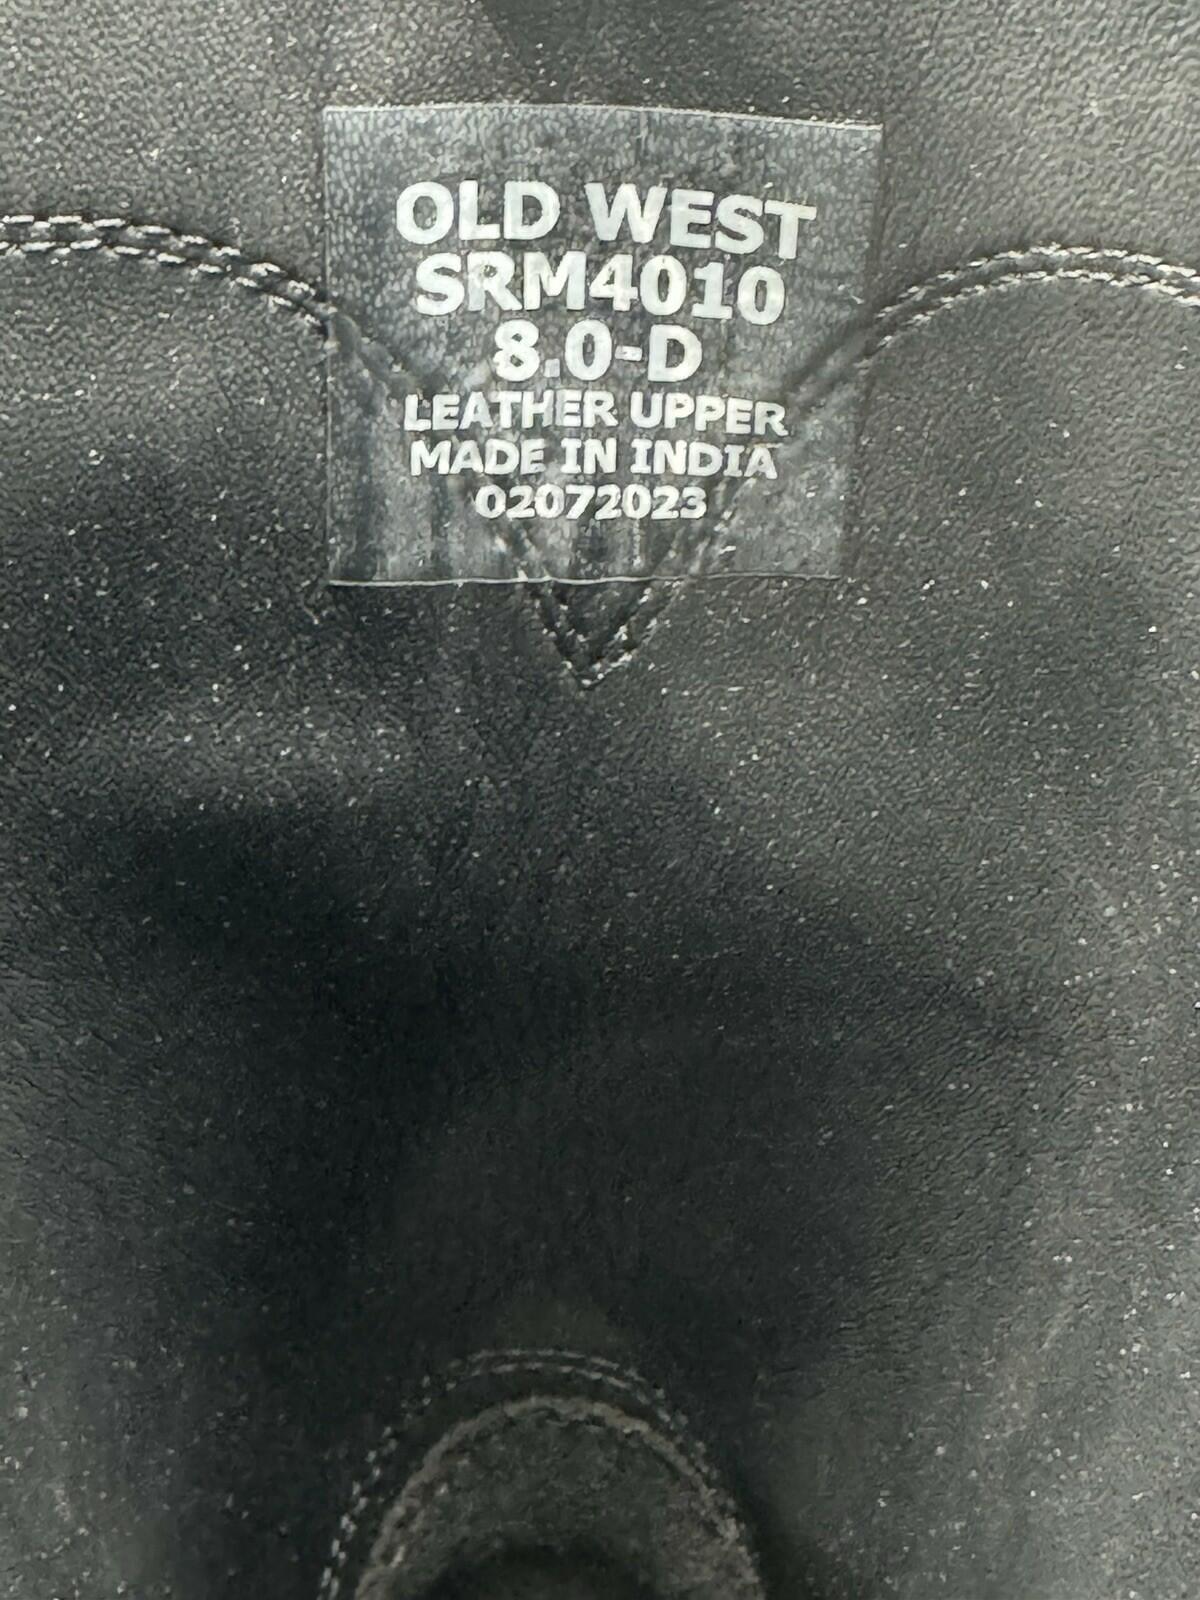 OLD WEST
SRM4010
8.0-D
LEATHER UPPER
MADE IN INDIA
02072023